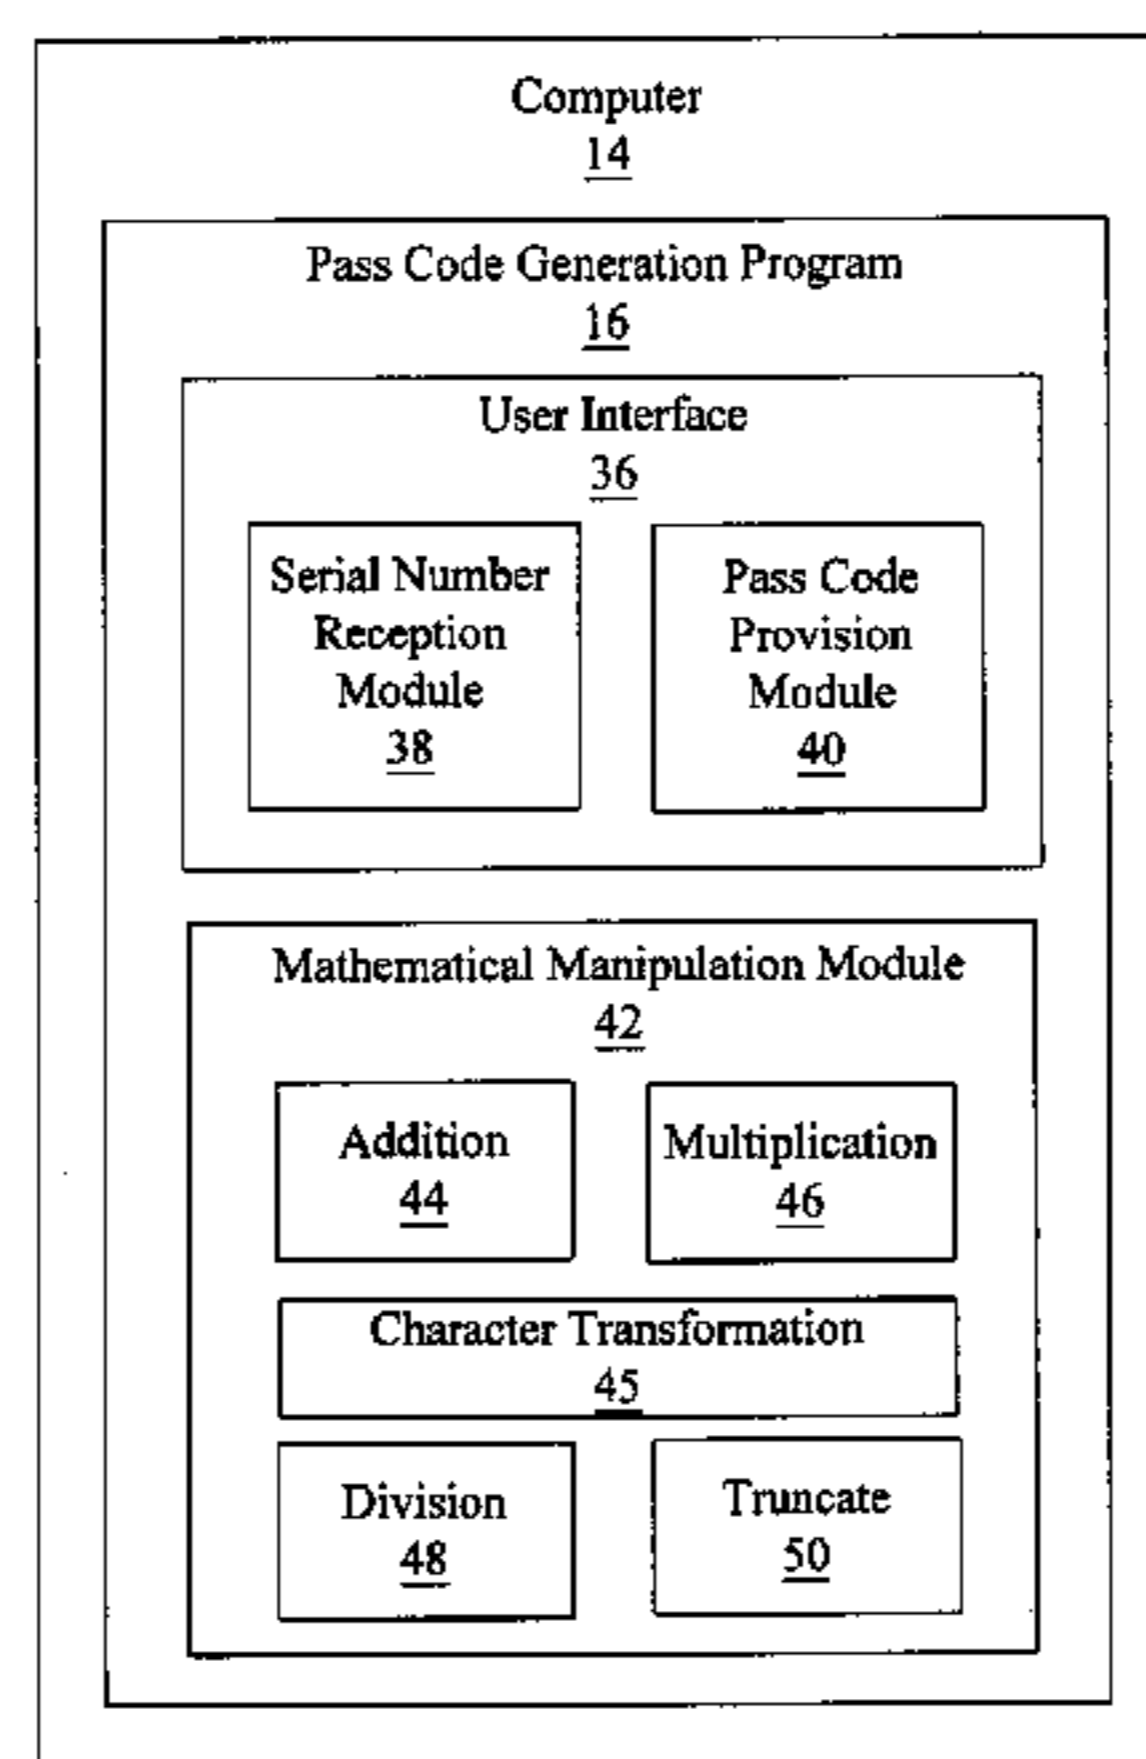 Computer
14
Pass Code Generation Program
16
User Interface
36
Serial Number
Reception
Module
38
Pass Code
Provision
Module
40
Mathematical Manipulation Module
42
Addition
44
Multiplication
46
Character Transformation
45
Division
48
Truncate
50